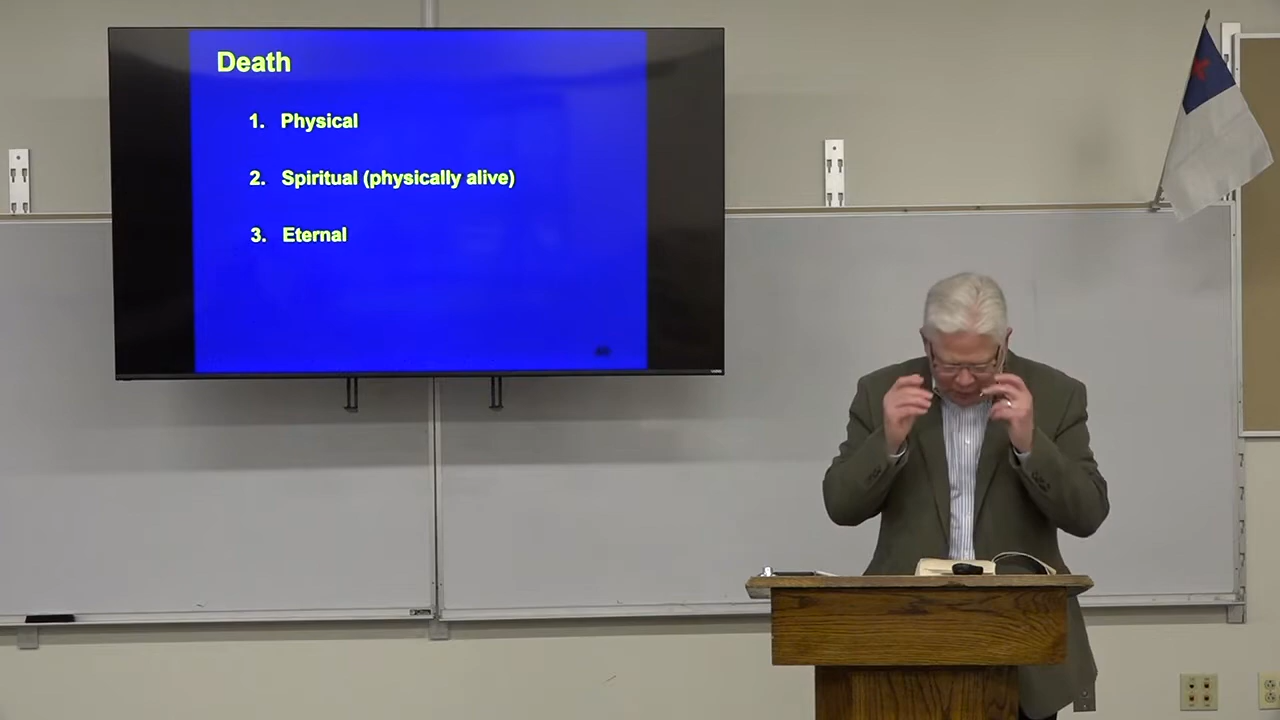 Death
1. Physical
2. Spiritual (physically alive)
3. Eternal